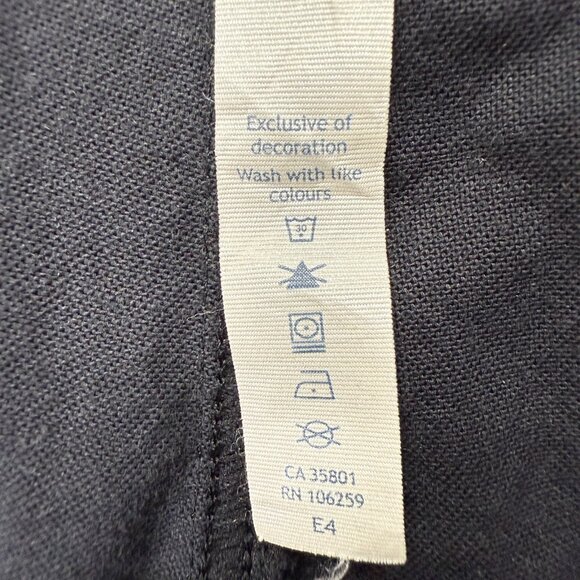 Exclusive of
decoration
Wash with like
colours
30
CA 35801
RN 106259
E4